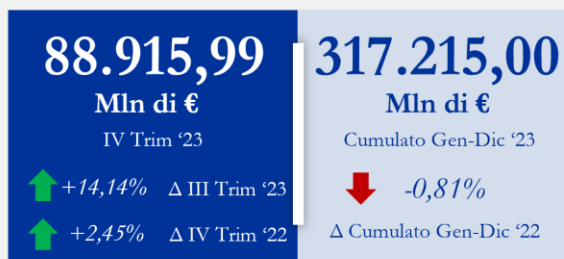 88.915,99
Mln di €
IV Trim ‘23
+14,14% Δ III Trim ‘23
+2,45% Δ IV Trim ‘22
317.215,00
Mln di €
Cumulato Gen-Dic ‘23
-0,81%
Δ Cumulato Gen-Dic ‘22